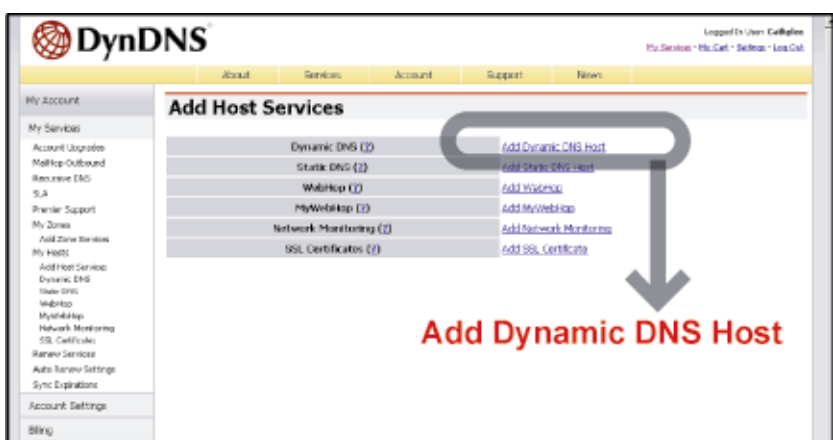 DynDNS
Logged In User:
My Services - My Cart - Settings - Log Out
About Services Account Support News
My Account
Add Host Services
My Services
Account Upgrades
MailHop Outbound
Recursive DNS
SLA
Premier Support
My Zones
Add Zone Services
My Hosts
Add Host Services
Dynamic DNS
Static DNS
WebHop
MyWebHop
Network Monitoring
SSL Certificates
Renew Services
Auto Renew Settings
Sync Expirations
Account Settings
Billing
Dynamic DNS (?) Add Dynamic DNS Host
Static DNS (?) Add Static DNS Host
WebHop (?) Add WebHop
MyWebHop (?) Add MyWebHop
Network Monitoring (?) Add Network Monitoring
SSL Certificates (?) Add SSL Certificate
Add Dynamic DNS Host